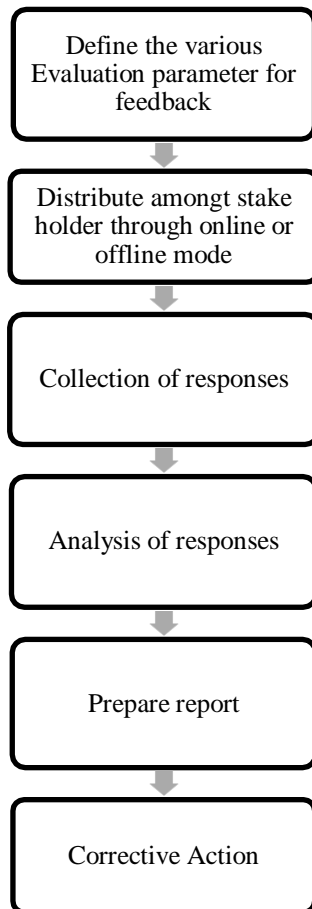 Define the various
Evaluation parameter for
feedback
Distribute amongt stake
holder through online or
offline mode
Collection of responses
Analysis of responses
Prepare report
Corrective Action